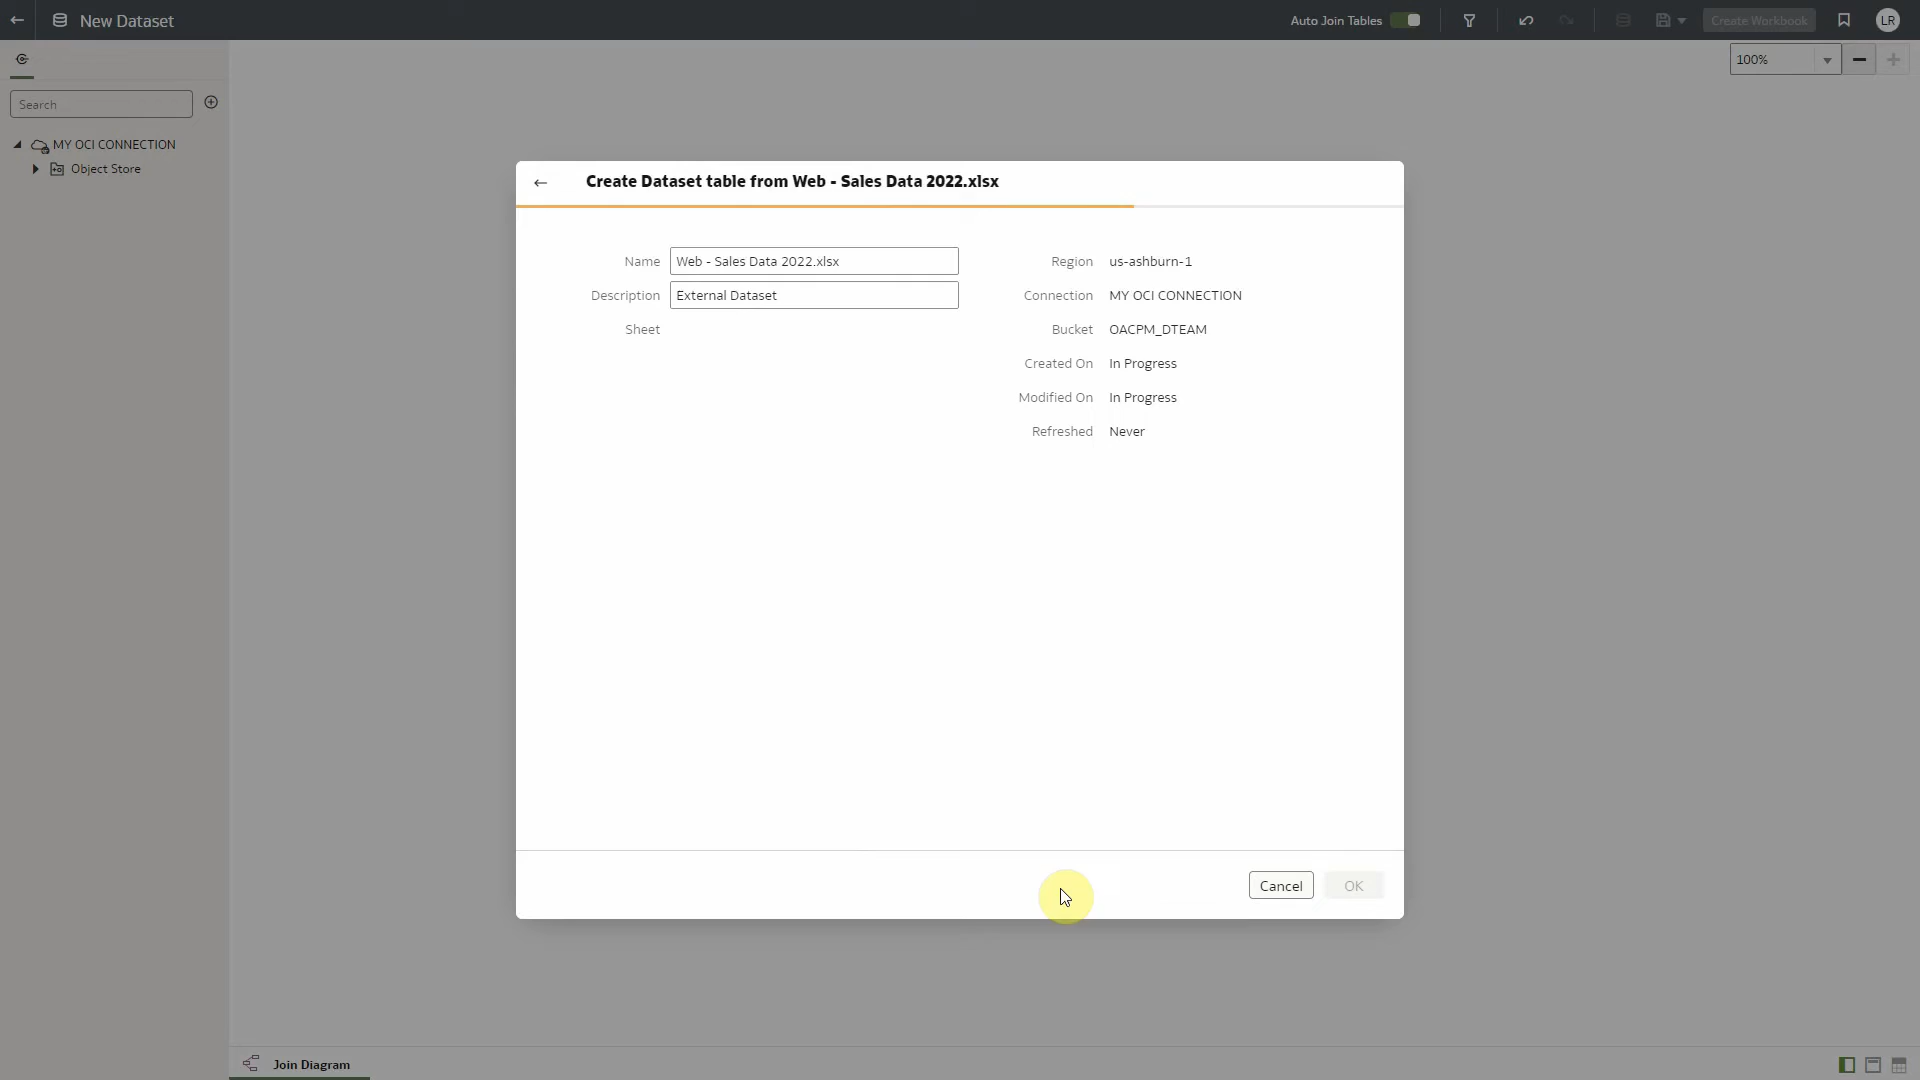 New Dataset
Auto Join Tables
Create Workbook
LR
100%
Search
MY OCI CONNECTION
Object Store
Create Dataset table from Web - Sales Data 2022.xlsx
Name Web - Sales Data 2022.xlsx
Description External Dataset
Sheet
Region us-ashburn-1
Connection MY OCI CONNECTION
Bucket OACPM_DTEAM
Created On In Progress
Modified On In Progress
Refreshed Never
Cancel OK
Join Diagram